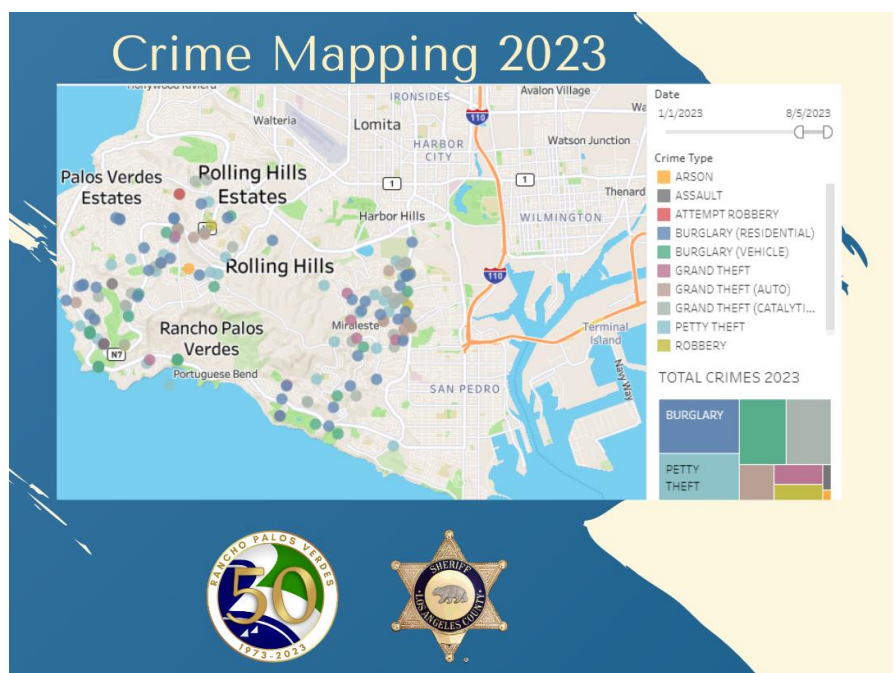 Crime Mapping 2023
Hollywood Riviera
IRONSIDES
Avalon Village
110
Walteria
Lomita
HARBOR
CITY
Watson Junction
Palos Verdes
Estates
Rolling Hills
Estates
1
1
Thenard
Harbor Hills
WILMINGTON
Rolling Hills
110
Rancho Palos
Verdes
Miraleste
Terminal
Island
N7
Portuguese Bend
Navy Way
SAN PEDRO
Date
1/1/2023
8/5/2023
Crime Type
ARSON
ASSAULT
ATTEMPT ROBBERY
BURGLARY (RESIDENTIAL)
BURGLARY (VEHICLE)
GRAND THEFT
GRAND THEFT (AUTO)
GRAND THEFT (CATALYTI...
PETTY THEFT
ROBBERY
TOTAL CRIMES 2023
BURGLARY
PETTY
THEFT
RANCHO PALOS VERDES
50
1973-2023
SHERIFF
LOS ANGELES COUNTY